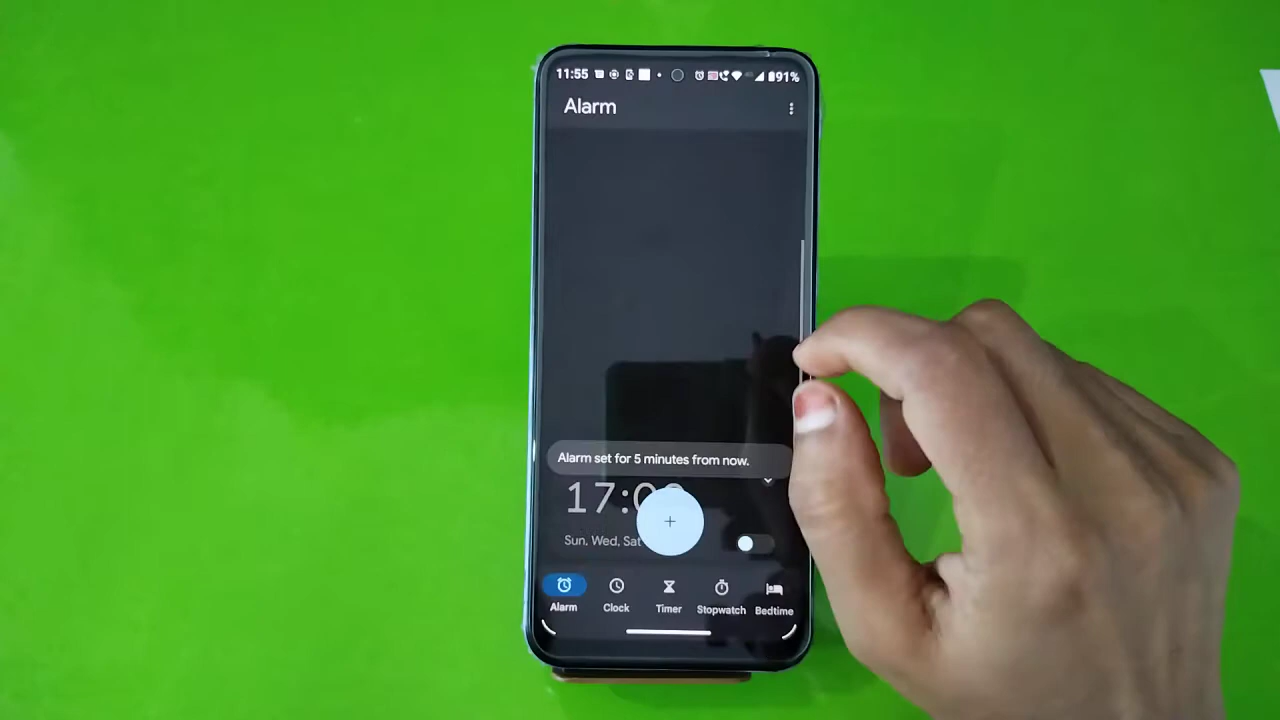 11:55 91%
Alarm
Alarm set for 5 minutes from now.
Sun, Wed, Sat
Alarm Clock Timer Stopwatch Bedtime